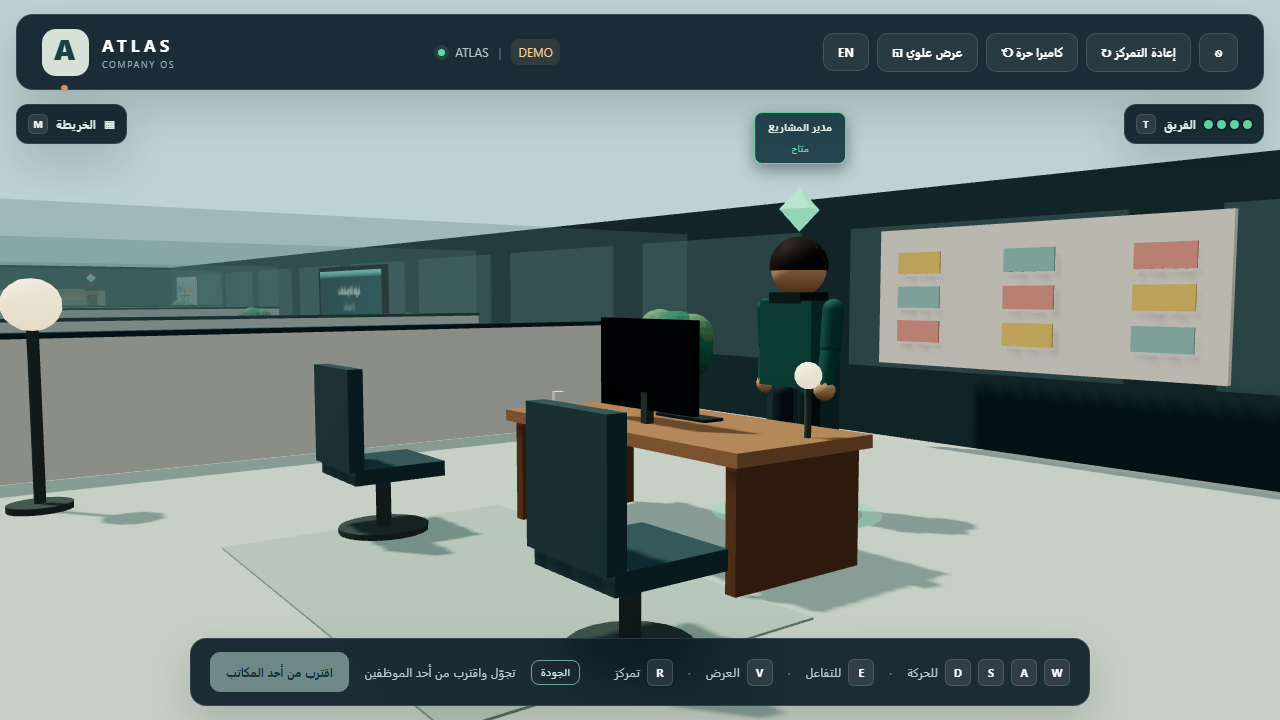 A
ATLAS
COMPANY OS
ATLAS | DEMO
EN
عرض علوي
كاميرا حرة
إعادة التمركز
M الخريطة
T الفريق
مدير المشاريع
متاح
W A S D للحركة · E للتفاعل · V العرض · R تمركز
الجودة
تجوّل واقترب من أحد الموظفين
اقترب من أحد المكاتب